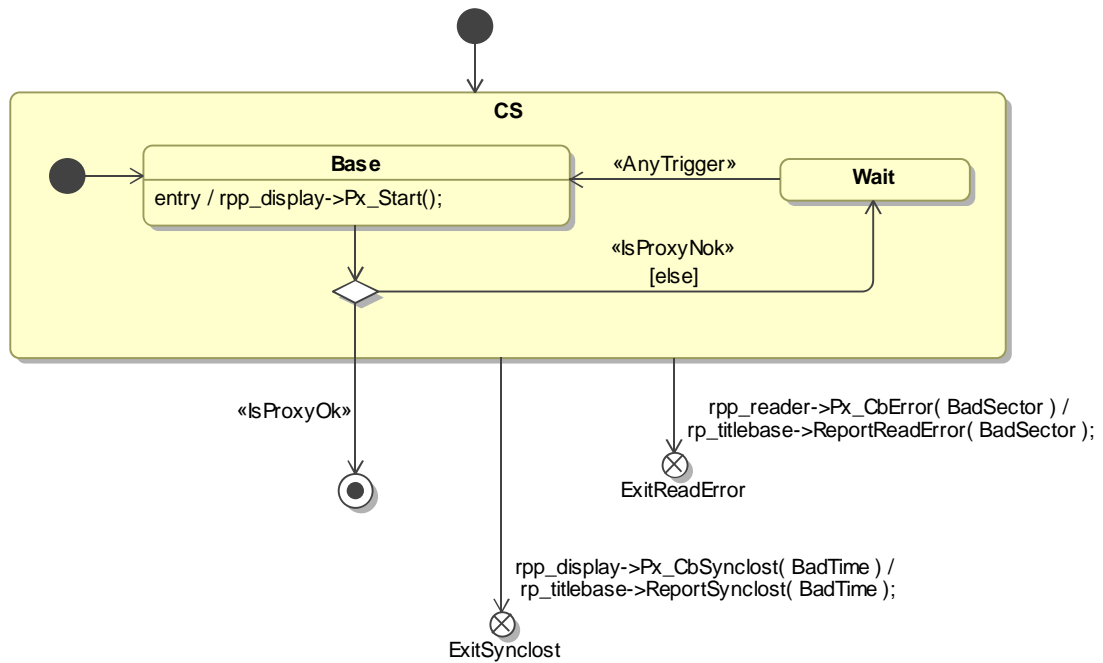 CS
Base
entry / rpp_display->Px_Start();
«AnyTrigger»
Wait
«IsProxyNok»
[else]
«IsProxyOk»
rpp_reader->Px_CbError( BadSector ) /
rp_titlebase->ReportReadError( BadSector );
ExitReadError
rpp_display->Px_CbSynclost( BadTime ) /
rp_titlebase->ReportSynclost( BadTime );
ExitSynclost